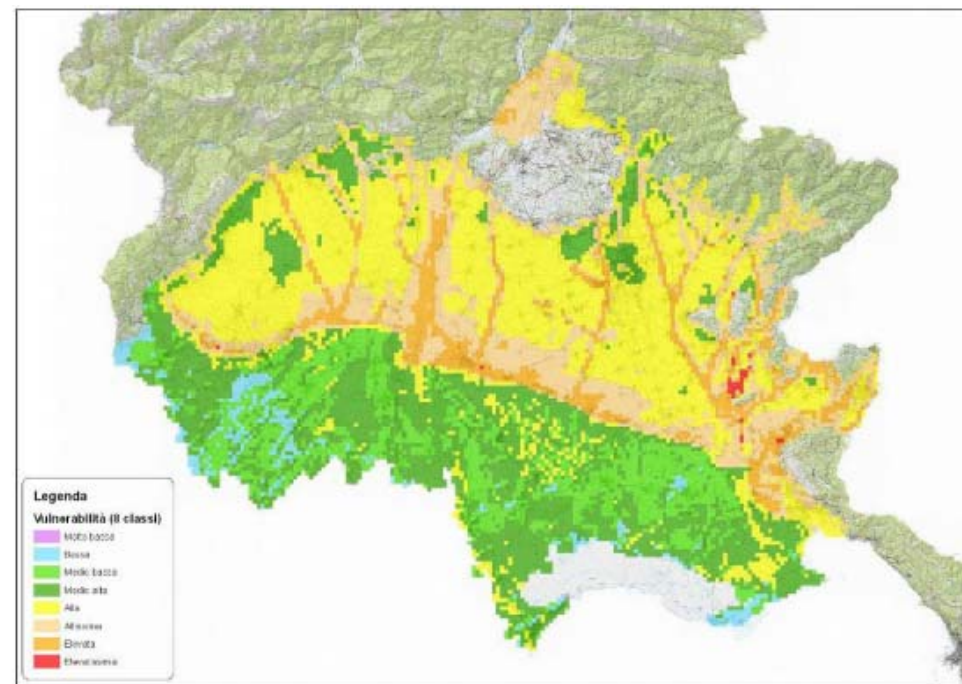 Legenda
Vulnerabilità (8 classi)
Molto bassa
Bassa
Medio bassa
Medio alta
Alta
Altissima
Elevata
Elevatissima